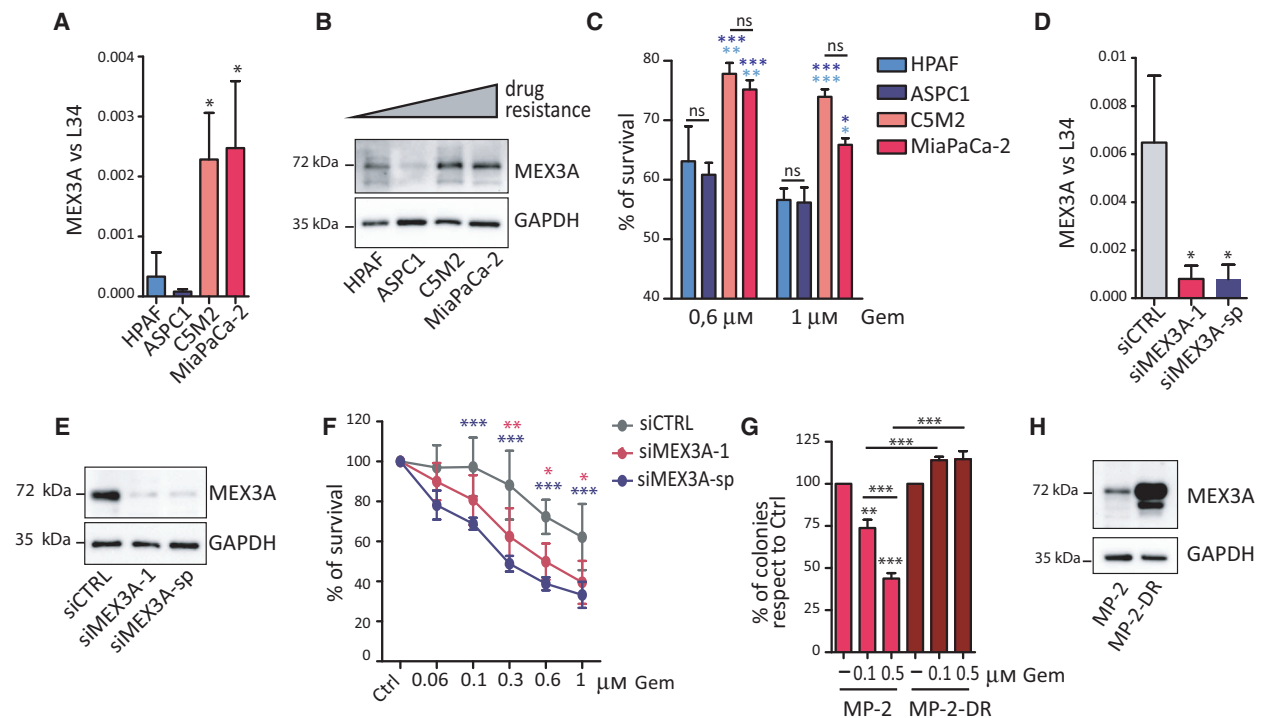 A
MEX3A vs L34
0.004
0.003
0.002
0.001
0.000
*
*
HPAF
ASPC1
C5M2
MiaPaCa-2
B
drug
resistance
72 kDa
MEX3A
35 kDa
GAPDH
HPAF
ASPC1
C5M2
MiaPaCa-2
C
% of survival
80
70
60
50
40
ns
ns
*** ***
** **
ns
ns
*** *
*** *
0,6 µM
1 µM
Gem
HPAF
ASPC1
C5M2
MiaPaCa-2
D
MEX3A vs L34
0.01
0.008
0.006
0.004
0.002
0.000
*
*
siCTRL
siMEX3A-1
siMEX3A-sp
E
72 kDa
MEX3A
35 kDa
GAPDH
siCTRL
siMEX3A-1
siMEX3A-sp
F
% of survival
120
100
80
60
40
20
0
***
**
***
*
***
*
***
siCTRL
siMEX3A-1
siMEX3A-sp
Ctrl
0.06 0.1 0.3 0.6 1 µM Gem
G
% of colonies
respect to Ctrl
125
100
75
50
25
0
***
***
***
**
***
– 0.1 0.5 – 0.1 0.5 µM Gem
MP-2 MP-2-DR
H
72 kDa
MEX3A
35 kDa
GAPDH
MP-2
MP-2-DR